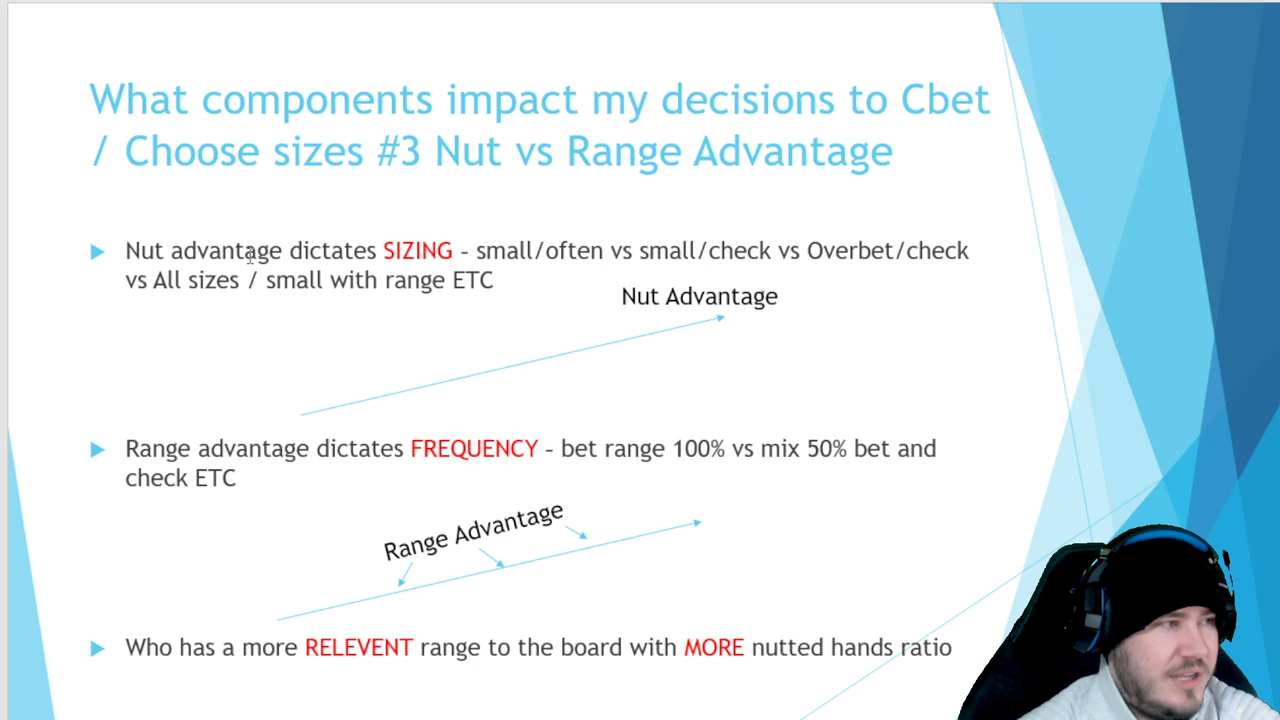 What components impact my decisions to Cbet
/ Choose sizes #3 Nut vs Range Advantage
Nut advantage dictates SIZING – small/often vs small/check vs Overbet/check
vs All sizes / small with range ETC
Nut Advantage
Range advantage dictates FREQUENCY – bet range 100% vs mix 50% bet and
check ETC
Range Advantage
Who has a more RELEVENT range to the board with MORE nutted hands ratio